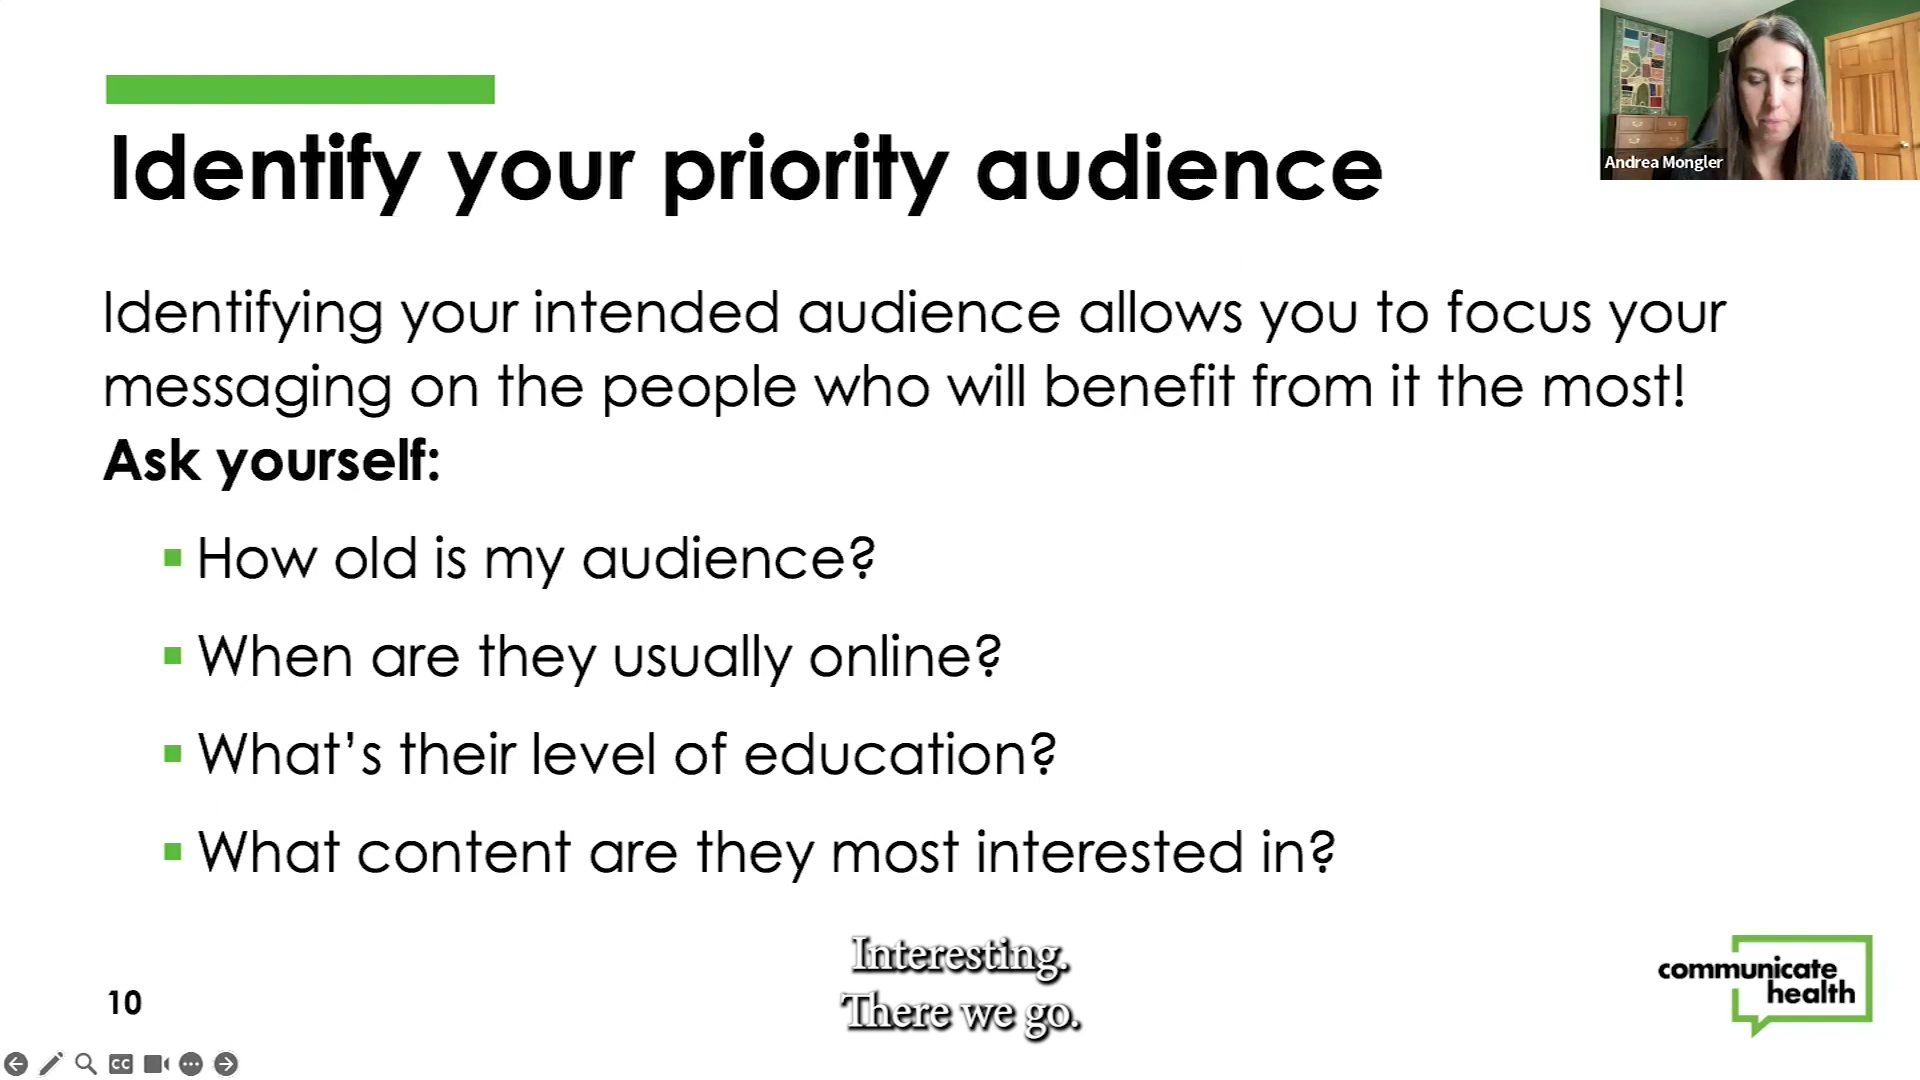 Identify your priority audience
Andrea Mongler
Identifying your intended audience allows you to focus your
messaging on the people who will benefit from it the most!
Ask yourself:
▪ How old is my audience?
▪ When are they usually online?
▪ What’s their level of education?
▪ What content are they most interested in?
Interesting.
There we go.
10
communicate
health
CC